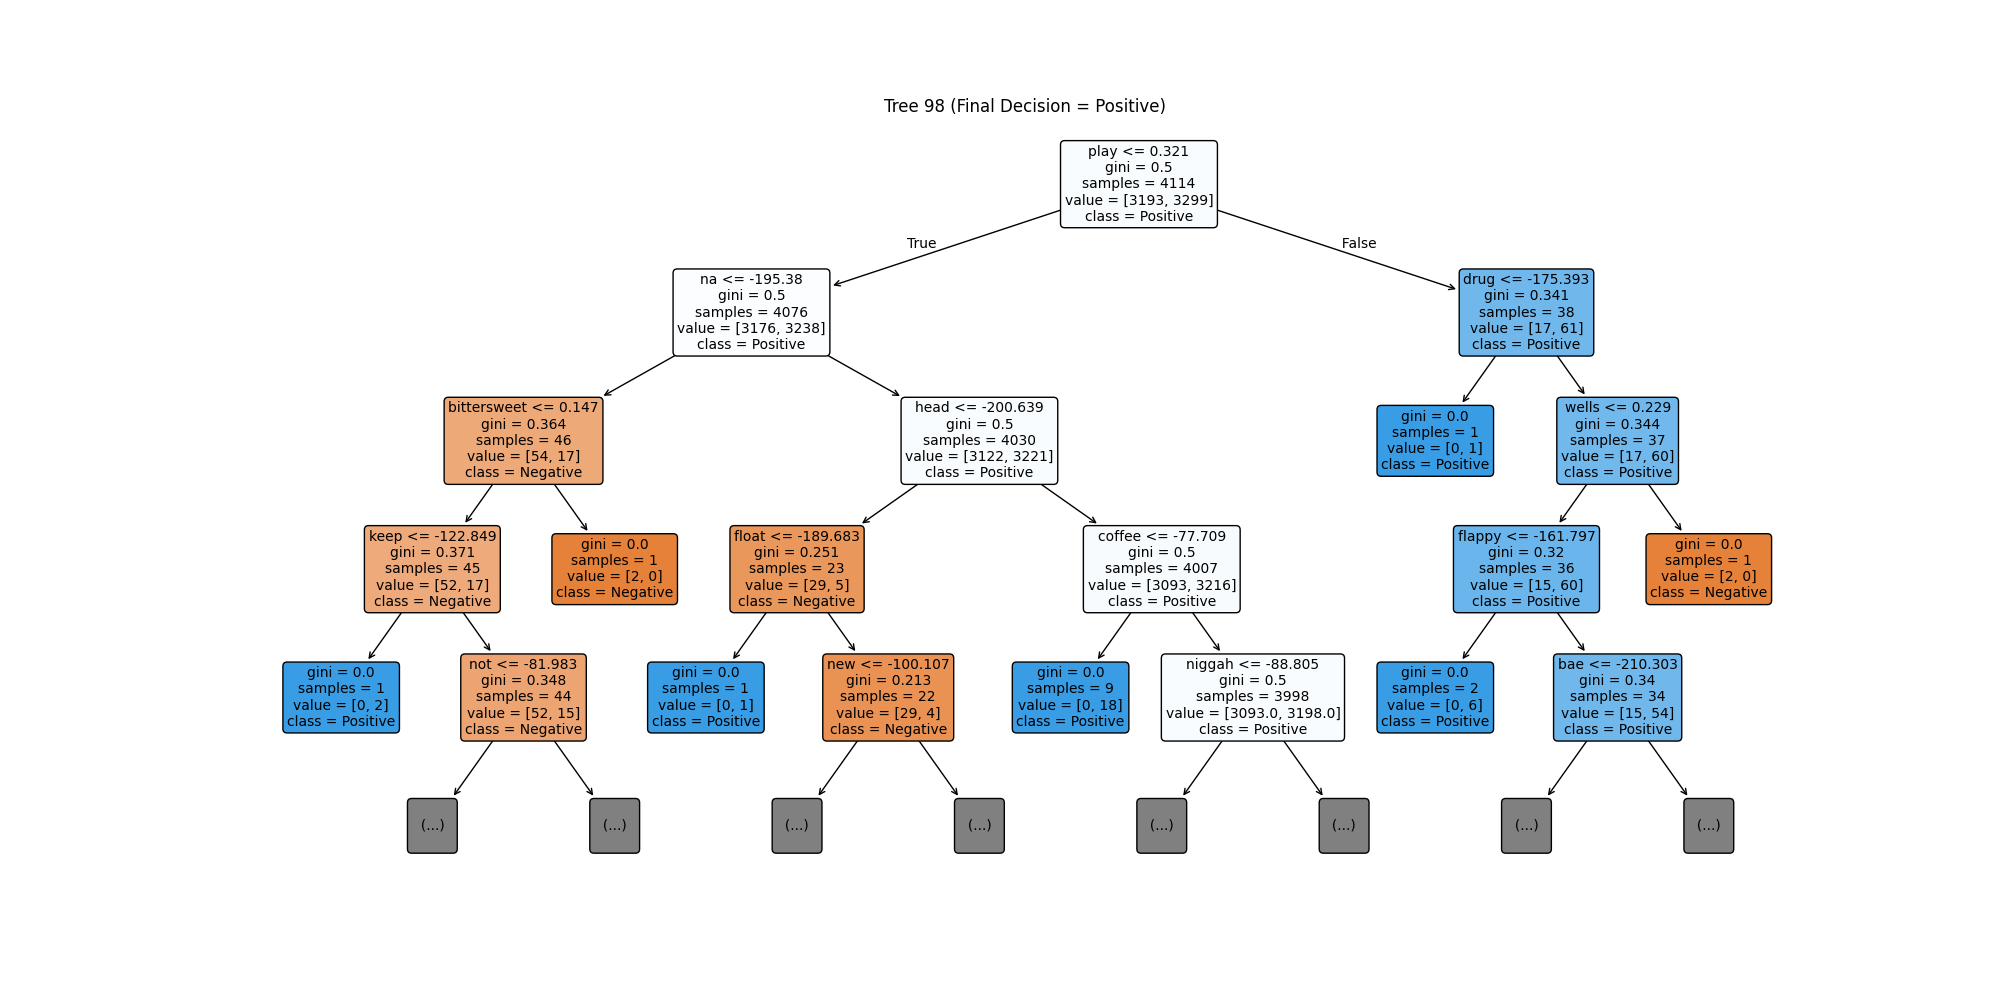 Tree 98 (Final Decision = Positive)
play <= 0.321
gini = 0.5
samples = 4114
value = [3193, 3299]
class = Positive
True
False
na <= -195.38
gini = 0.5
samples = 4076
value = [3176, 3238]
class = Positive
drug <= -175.393
gini = 0.341
samples = 38
value = [17, 61]
class = Positive
bittersweet <= 0.147
gini = 0.364
samples = 46
value = [54, 17]
class = Negative
head <= -200.639
gini = 0.5
samples = 4030
value = [3122, 3221]
class = Positive
gini = 0.0
samples = 1
value = [0, 1]
class = Positive
wells <= 0.229
gini = 0.344
samples = 37
value = [17, 60]
class = Positive
keep <= -122.849
gini = 0.371
samples = 45
value = [52, 17]
class = Negative
gini = 0.0
samples = 1
value = [2, 0]
class = Negative
float <= -189.683
gini = 0.251
samples = 23
value = [29, 5]
class = Negative
coffee <= -77.709
gini = 0.5
samples = 4007
value = [3093, 3216]
class = Positive
flappy <= -161.797
gini = 0.32
samples = 36
value = [15, 60]
class = Positive
gini = 0.0
samples = 1
value = [2, 0]
class = Negative
gini = 0.0
samples = 1
value = [0, 2]
class = Positive
not <= -81.983
gini = 0.348
samples = 44
value = [52, 15]
class = Negative
gini = 0.0
samples = 1
value = [0, 1]
class = Positive
new <= -100.107
gini = 0.213
samples = 22
value = [29, 4]
class = Negative
gini = 0.0
samples = 9
value = [0, 18]
class = Positive
niggah <= -88.805
gini = 0.5
samples = 3998
value = [3093.0, 3198.0]
class = Positive
gini = 0.0
samples = 2
value = [0, 6]
class = Positive
bae <= -210.303
gini = 0.34
samples = 34
value = [15, 54]
class = Positive
(...)
(...)
(...)
(...)
(...)
(...)
(...)
(...)